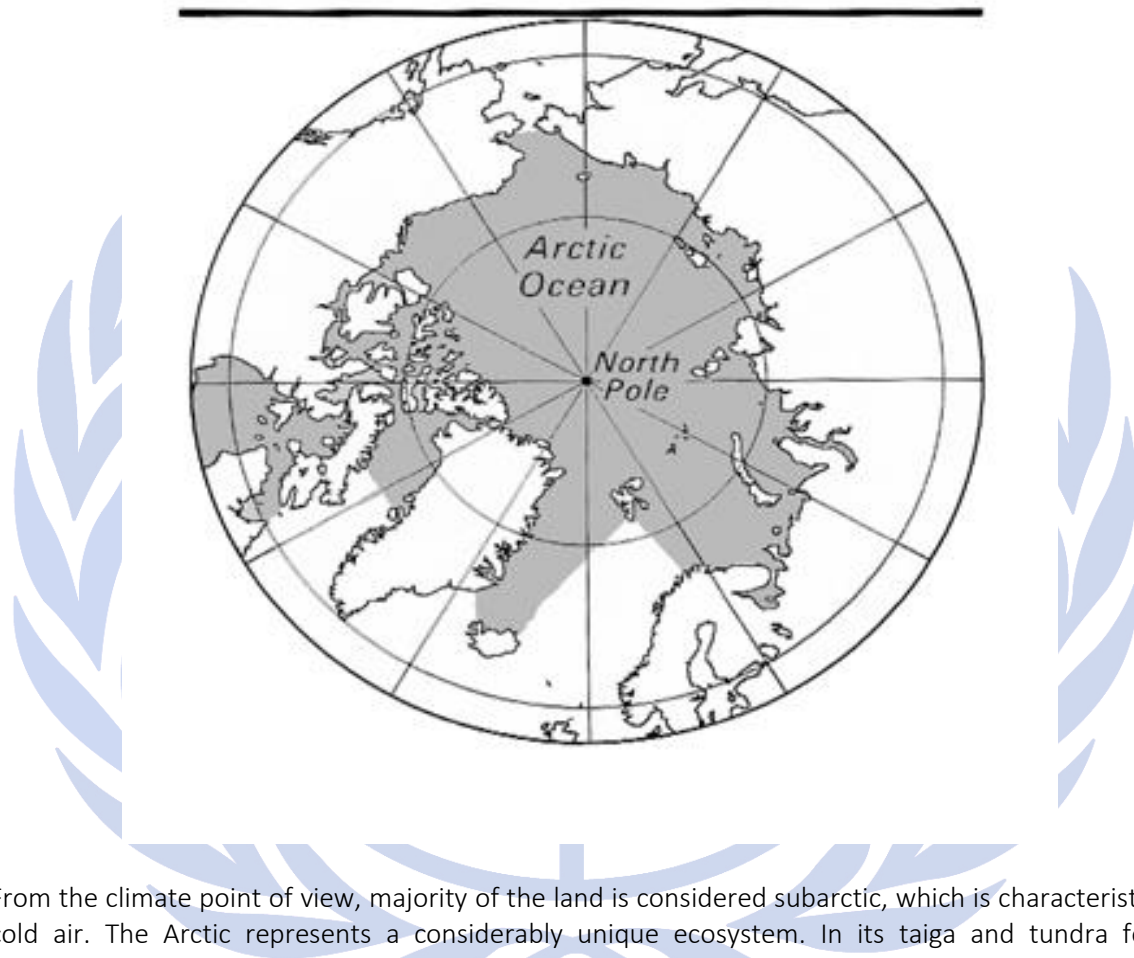 Arctic
Ocean
North
Pole
From the climate point of view, majority of the land is considered subarctic, which is characterist
cold air. The Arctic represents a considerably unique ecosystem. In its taiga and tundra fo